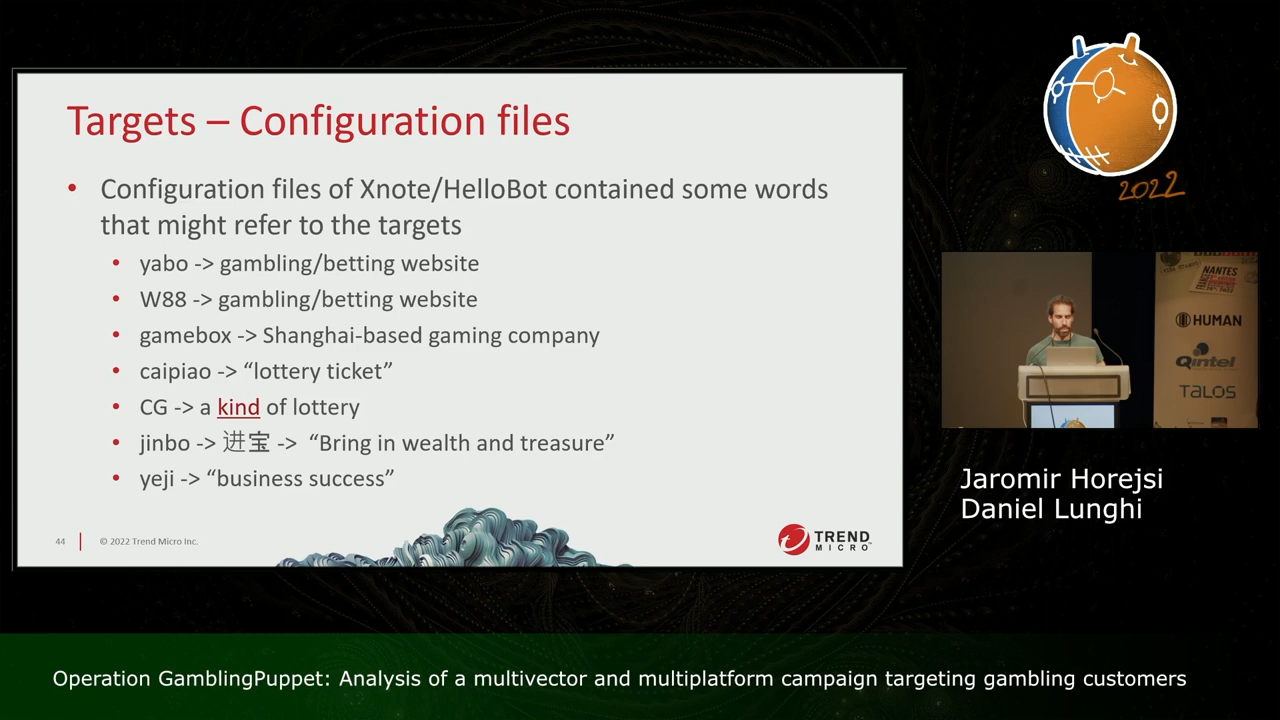 Targets – Configuration files
• Configuration files of Xnote/HelloBot contained some words
that might refer to the targets
• yabo -> gambling/betting website
• W88 -> gambling/betting website
• gamebox -> Shanghai-based gaming company
• caipiao -> “lottery ticket”
• CG -> a kind of lottery
• jinbo -> 进宝 -> “Bring in wealth and treasure”
• yeji -> “business success”
44
© 2022 Trend Micro Inc.
TREND
MICRO
2022
NANTES
HUMAN
Qintel
TALOS
Jaromir Horejsi
Daniel Lunghi
Operation GamblingPuppet: Analysis of a multivector and multiplatform campaign targeting gambling customers